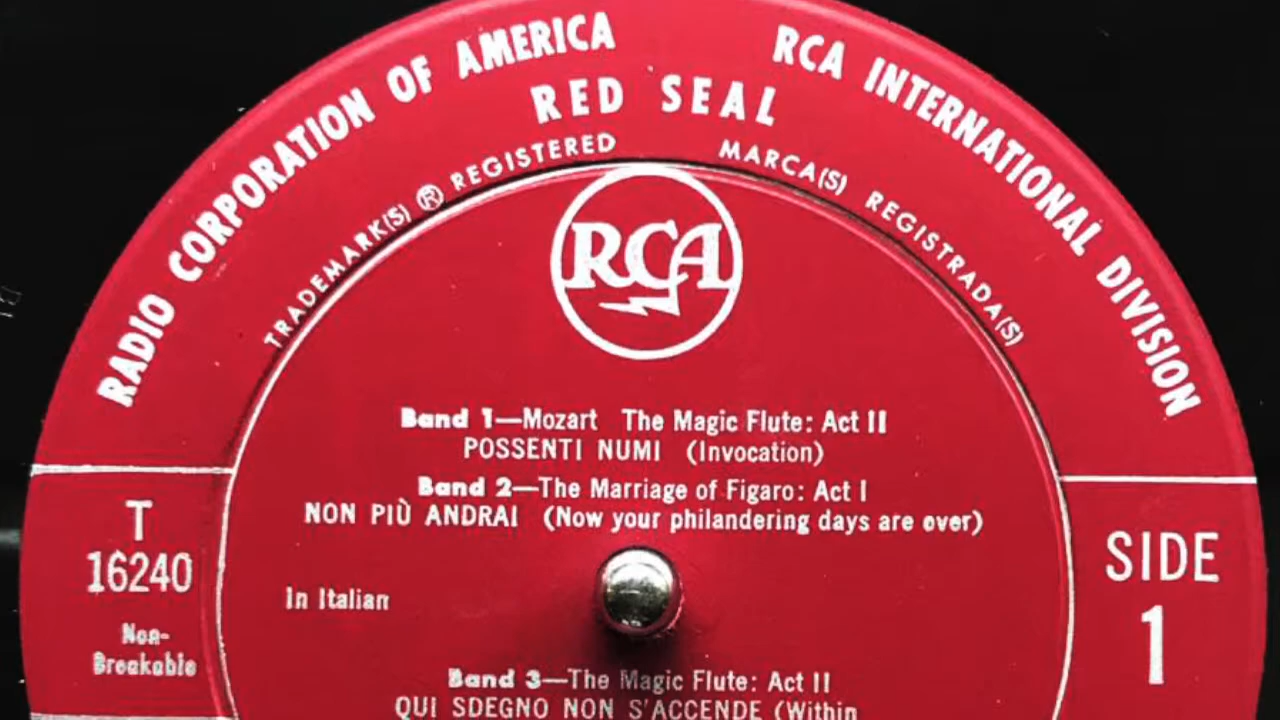 RADIO CORPORATION OF AMERICA
RCA INTERNATIONAL DIVISION
RED SEAL
TRADEMARK(S) ® REGISTERED
MARCA(S) REGISTRADA(S)
RCA
Band 1—Mozart The Magic Flute: Act II
POSSENTI NUMI (Invocation)
Band 2—The Marriage of Figaro: Act I
NON PIÙ ANDRAI (Now your philandering days are over)
T
16240
Non-
Breakable
In Italian
SIDE
1
Band 3—The Magic Flute: Act II
QUI SDEGNO NON S'ACCENDE (Within